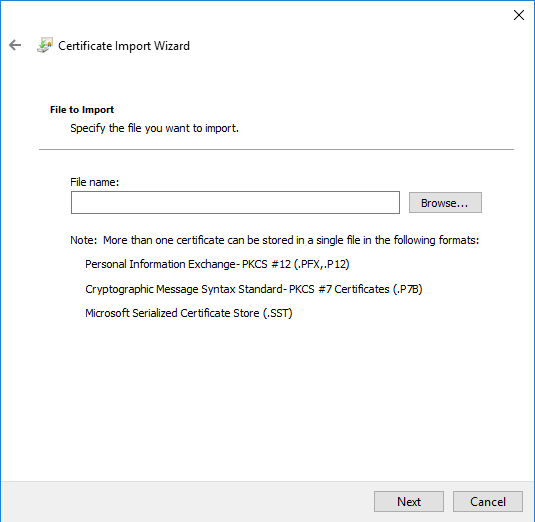 Certificate Import Wizard
File to Import
Specify the file you want to import.
File name:
Browse...
Note:  More than one certificate can be stored in a single file in the following formats:
Personal Information Exchange- PKCS #12 (.PFX,.P12)
Cryptographic Message Syntax Standard- PKCS #7 Certificates (.P7B)
Microsoft Serialized Certificate Store (.SST)
Next
Cancel